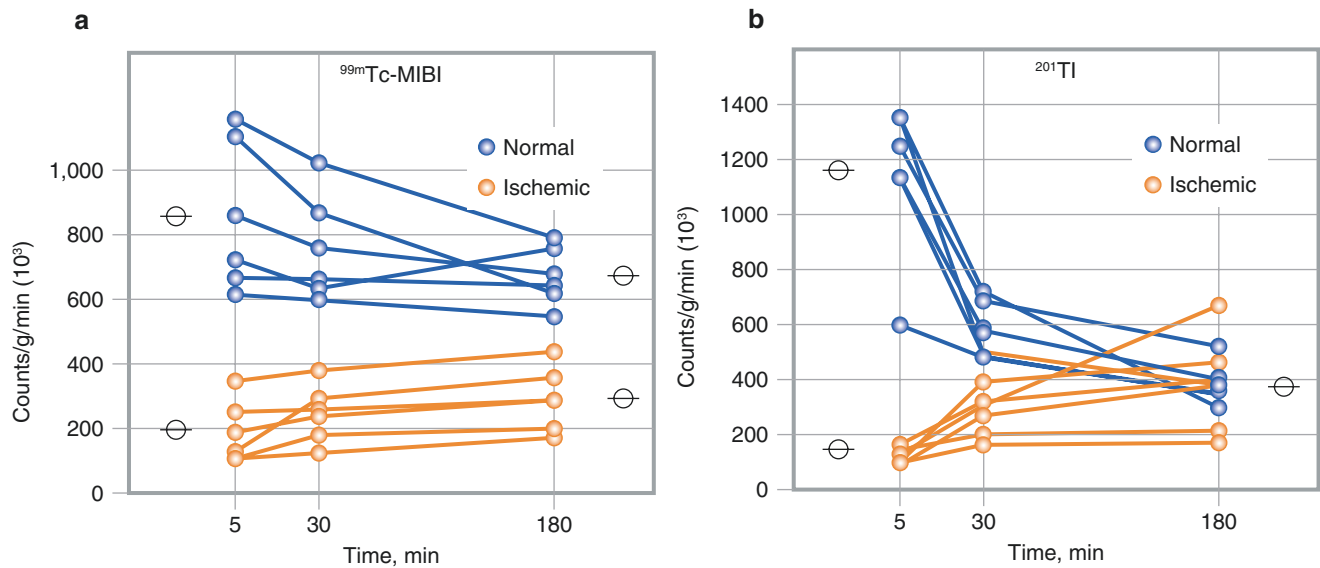 a
99mTc-MIBI
Normal
Ischemic
1,000
800
600
400
200
0
Counts/g/min (10³)
5
30
180
Time, min
b
201TI
Normal
Ischemic
1400
1200
1000
800
600
400
200
0
Counts/g/min (10³)
5
30
180
Time, min